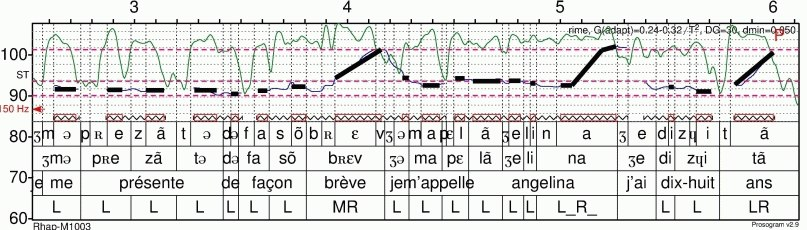 3 4 5 6
rime, G(adapt)=0.24-0.32 / T², DG=30, dmin=0.050
P
100
ST
90
150 Hz
80 ʒ m ə p ʀ e z ã t ə d ə f a s õ b ʀ ɛ v ʒ ə m a p ɛ l ã ʒ e l i n a ʒ e d i z ɥ i t ã
ʒmə pʀe zã tə də fa sõ bʀɛv ʒə ma pɛ lã ʒe li na ʒe di zɥi tã
70 e me présente de façon brève je m'appelle angelina j'ai dix-huit ans
60 L L L L L L L MR L L L L L L L_R_ L L LR
Rhap-M1003
Prosogram v2.9